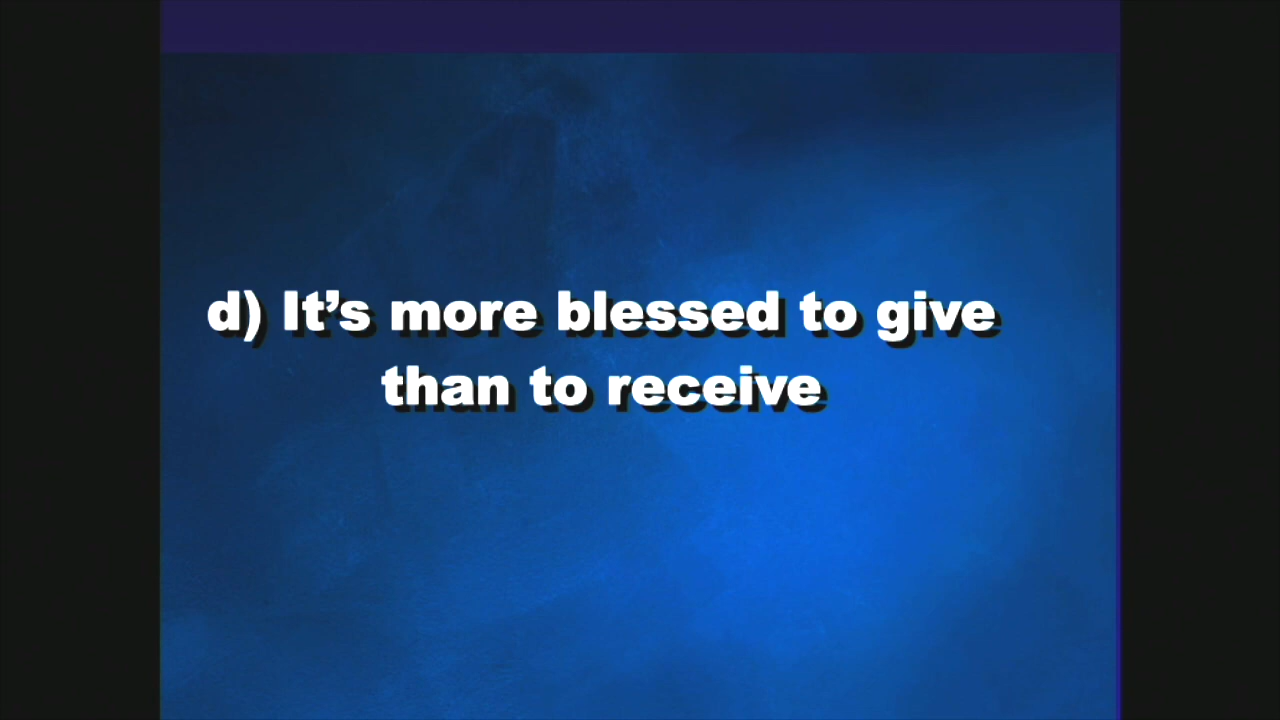 d) It’s more blessed to give
than to receive